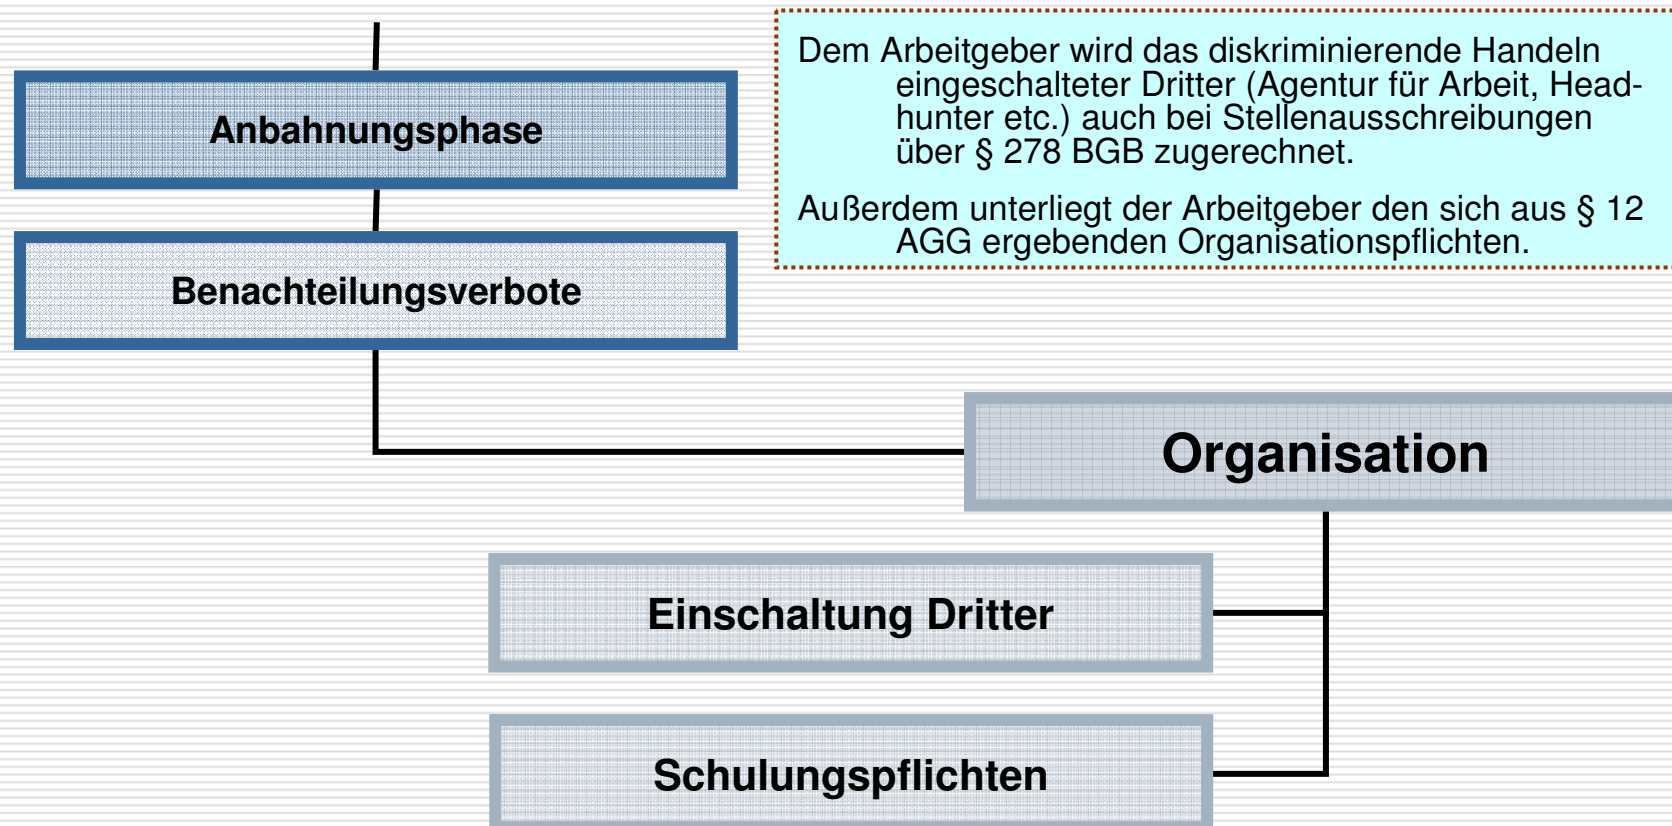 Anbahnungsphase
Benachteilungsverbote
Dem Arbeitgeber wird das diskriminierende Handeln
eingeschalteter Dritter (Agentur für Arbeit, Head-
hunter etc.) auch bei Stellenausschreibungen
über § 278 BGB zugerechnet.
Außerdem unterliegt der Arbeitgeber den sich aus § 12
AGG ergebenden Organisationspflichten.
Organisation
Einschaltung Dritter
Schulungspflichten